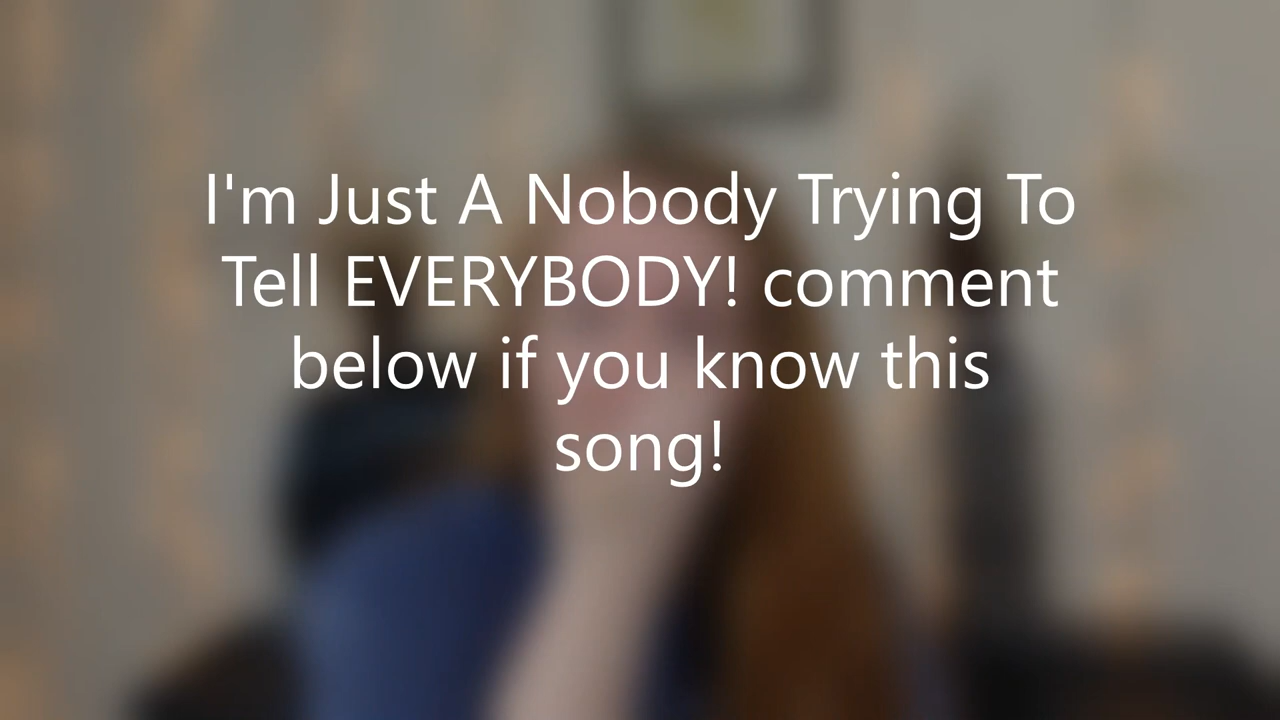 I'm Just A Nobody Trying To
Tell EVERYBODY! comment
below if you know this
song!